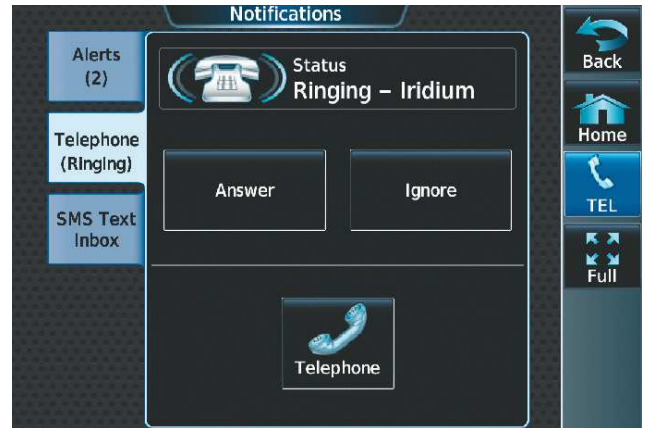 Notifications
Alerts
(2)
Telephone
(Ringing)
SMS Text
Inbox
Status
Ringing – Iridium
Answer
Ignore
Telephone
Back
Home
TEL
Full